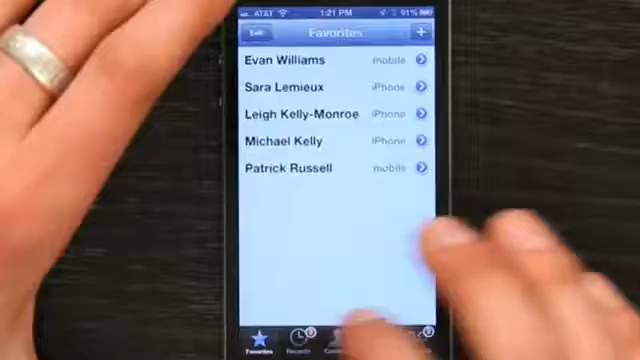 AT&T 1:21 PM 91%
Edit Favorites +
Evan Williams mobile
Sara Lemieux iPhone
Leigh Kelly-Monroe iPhone
Michael Kelly iPhone
Patrick Russell mobile
Favorites Recents